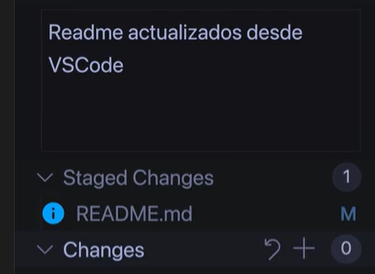 Readme actualizados desde
VSCode
Staged Changes 1
README.md M
Changes 0